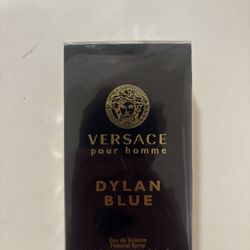 VERSACE
pour homme
DYLAN
BLUE
Eau de Toilette
Natural Spray